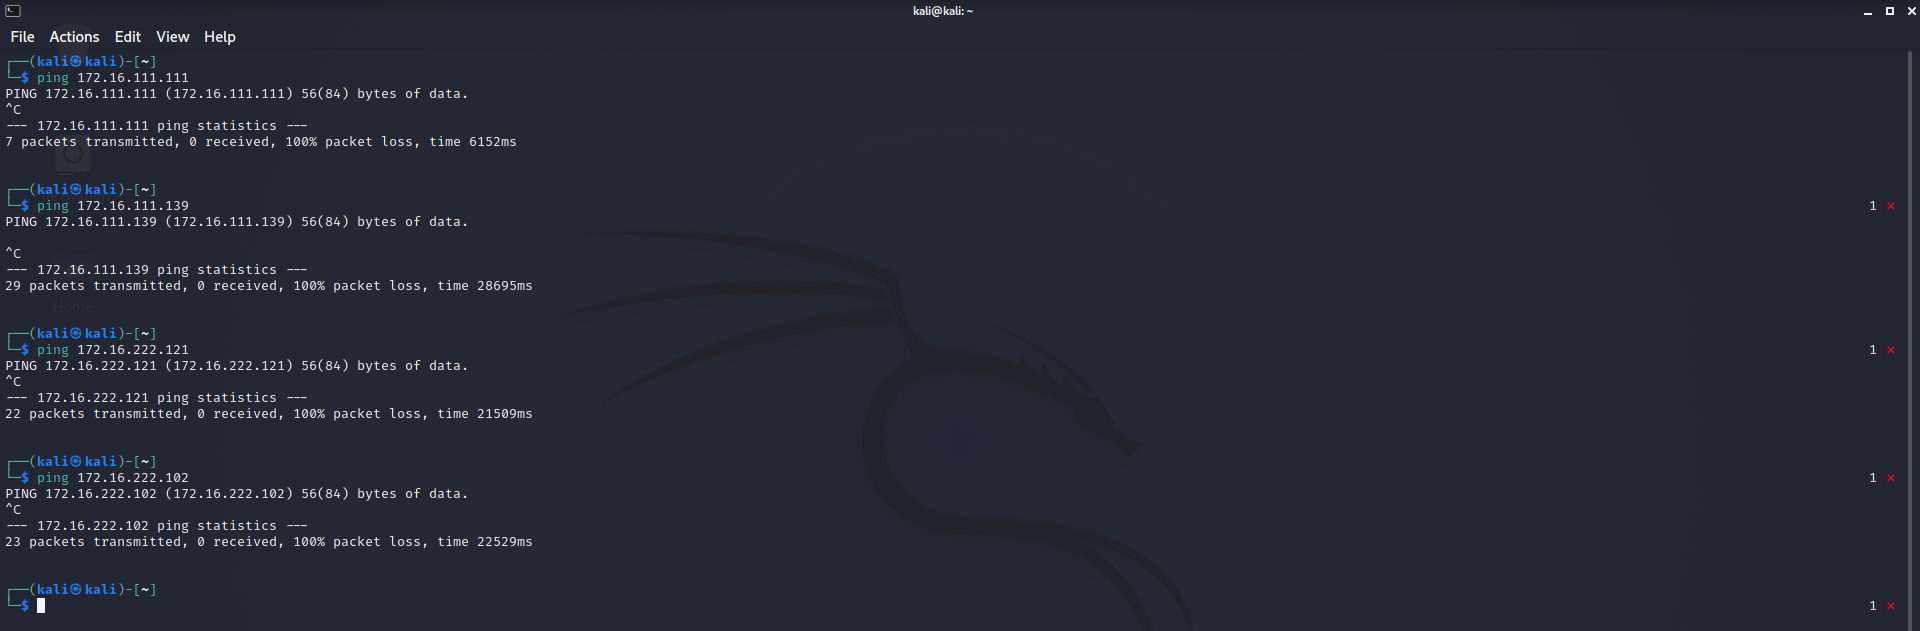 kali@kali: ~
File Actions Edit View Help
┌──(kali㉿kali)-[~]
└─$ ping 172.16.111.111
PING 172.16.111.111 (172.16.111.111) 56(84) bytes of data.
^C
--- 172.16.111.111 ping statistics ---
7 packets transmitted, 0 received, 100% packet loss, time 6152ms
┌──(kali㉿kali)-[~]
└─$ ping 172.16.111.139 1 ⨯
PING 172.16.111.139 (172.16.111.139) 56(84) bytes of data.
^C
--- 172.16.111.139 ping statistics ---
29 packets transmitted, 0 received, 100% packet loss, time 28695ms
Home
┌──(kali㉿kali)-[~]
└─$ ping 172.16.222.121 1 ⨯
PING 172.16.222.121 (172.16.222.121) 56(84) bytes of data.
^C
--- 172.16.222.121 ping statistics ---
22 packets transmitted, 0 received, 100% packet loss, time 21509ms
┌──(kali㉿kali)-[~]
└─$ ping 172.16.222.102 1 ⨯
PING 172.16.222.102 (172.16.222.102) 56(84) bytes of data.
^C
--- 172.16.222.102 ping statistics ---
23 packets transmitted, 0 received, 100% packet loss, time 22529ms
┌──(kali㉿kali)-[~]
└─$ 1 ⨯